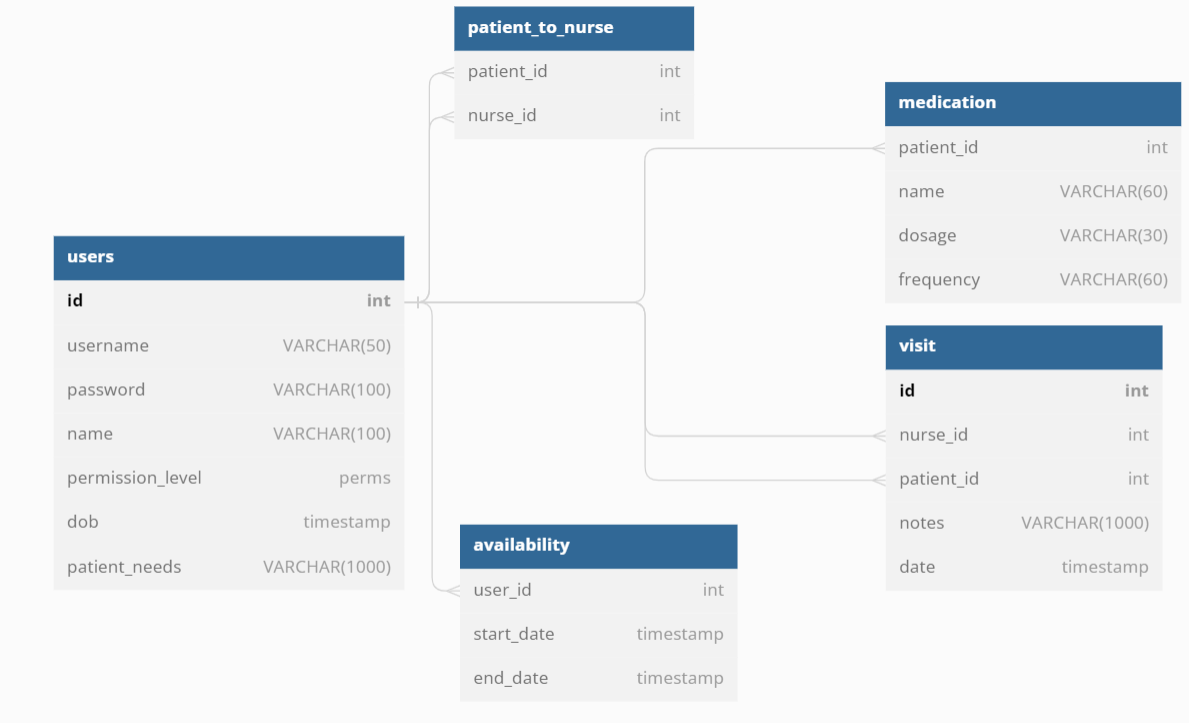 patient_to_nurse
patient_id int
nurse_id int
medication
patient_id int
name VARCHAR(60)
dosage VARCHAR(30)
frequency VARCHAR(60)
users
id int
username VARCHAR(50)
password VARCHAR(100)
name VARCHAR(100)
permission_level perms
dob timestamp
patient_needs VARCHAR(1000)
visit
id int
nurse_id int
patient_id int
notes VARCHAR(1000)
date timestamp
availability
user_id int
start_date timestamp
end_date timestamp